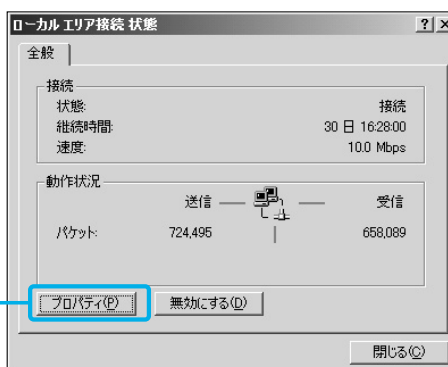 ローカル エリア接続 状態
全般
接続
状態: 接続
継続時間: 30 日 16:28:00
速度: 10.0 Mbps
動作状況
送信 受信
パケット: 724,495 658,089
プロパティ(P) 無効にする(D)
閉じる(C)